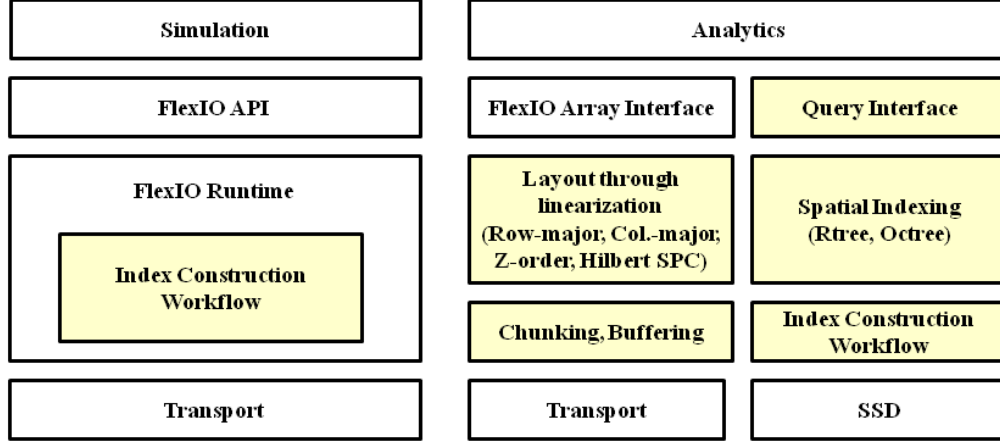 Simulation
FlexIO API
FlexIO Runtime
Index Construction
Workflow
Transport
Analytics
FlexIO Array Interface
Query Interface
Layout through
linearization
(Row-major, Col.-major,
Z-order, Hilbert SPC)
Spatial Indexing
(Rtree, Octree)
Chunking, Buffering
Index Construction
Workflow
Transport
SSD